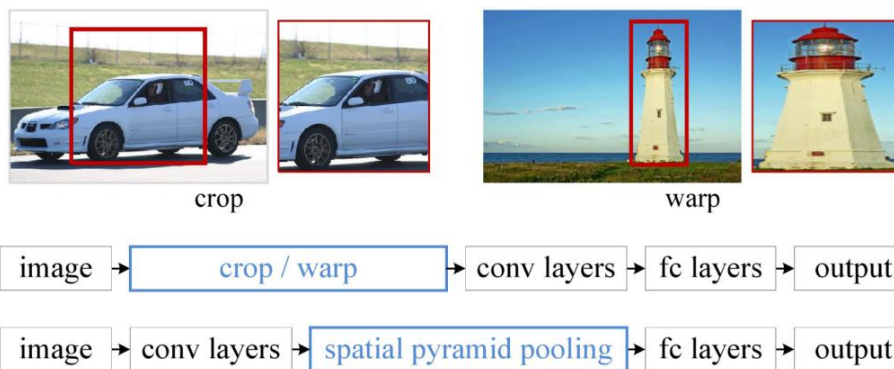 crop
warp
image
crop / warp
conv layers
fc layers
output
image
conv layers
spatial pyramid pooling
fc layers
output